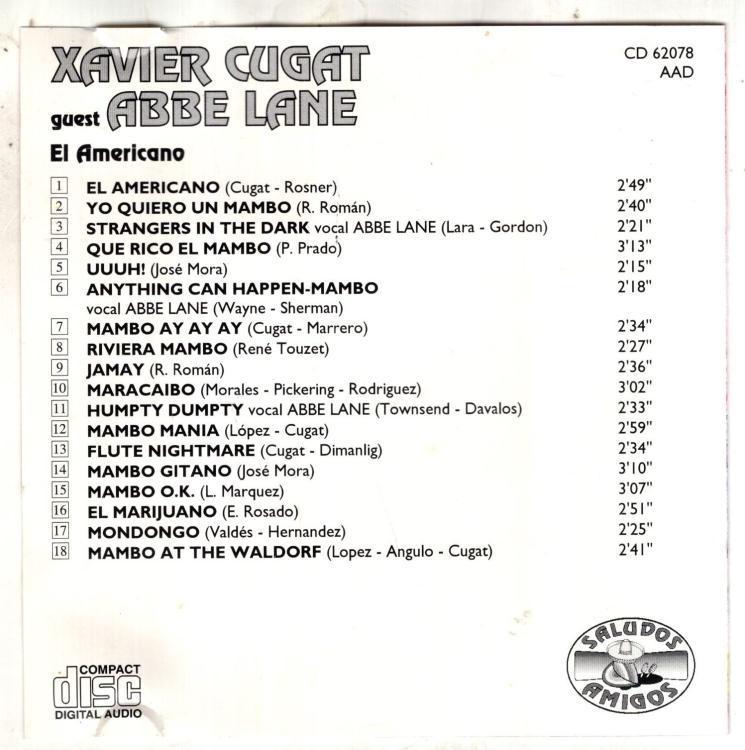 XAVIER CUGAT CD 62078
AAD
guest ABBE LANE
El Americano
1 EL AMERICANO (Cugat - Rosner) 2'49"
2 YO QUIERO UN MAMBO (R. Román) 2'40"
3 STRANGERS IN THE DARK vocal ABBE LANE (Lara - Gordon) 2'21"
4 QUE RICO EL MAMBO (P. Prado) 3'13"
5 UUUH! (José Mora) 2'15"
6 ANYTHING CAN HAPPEN-MAMBO 2'18"
vocal ABBE LANE (Wayne - Sherman)
7 MAMBO AY AY AY (Cugat - Marrero) 2'34"
8 RIVIERA MAMBO (René Touzet) 2'27"
9 JAMAY (R. Román) 2'36"
10 MARACAIBO (Morales - Pickering - Rodriguez) 3'02"
11 HUMPTY DUMPTY vocal ABBE LANE (Townsend - Davalos) 2'33"
12 MAMBO MANIA (López - Cugat) 2'59"
13 FLUTE NIGHTMARE (Cugat - Dimanlig) 2'34"
14 MAMBO GITANO (José Mora) 3'10"
15 MAMBO O.K. (L. Marquez) 3'07"
16 EL MARIJUANO (E. Rosado) 2'51"
17 MONDONGO (Valdés - Hernandez) 2'25"
18 MAMBO AT THE WALDORF (Lopez - Angulo - Cugat) 2'41"
SALUDOS
AMIGOS
COMPACT
disc
DIGITAL AUDIO